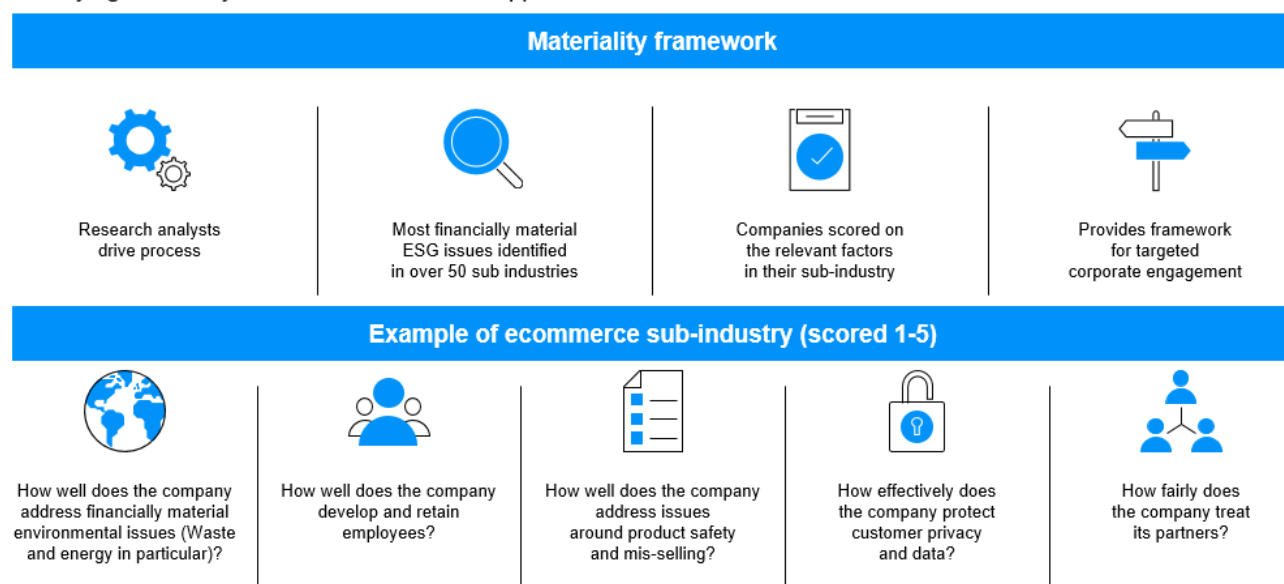 Materiality framework
Research analysts
drive process
Most financially material
ESG issues identified
in over 50 sub industries
Companies scored on
the relevant factors
in their sub-industry
Provides framework
for targeted
corporate engagement
Example of ecommerce sub-industry (scored 1-5)
How well does the company
address financially material
environmental issues (Waste
and energy in particular)?
How well does the company
develop and retain
employees?
How well does the company
address issues
around product safety
and mis-selling?
How effectively does
the company protect
customer privacy
and data?
How fairly does
the company treat
its partners?